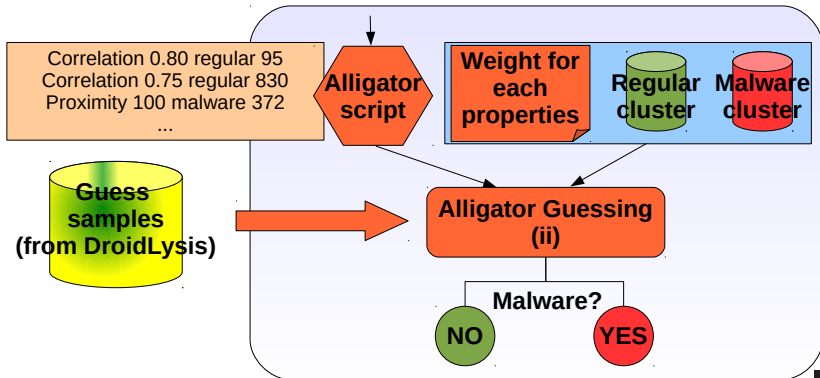 Correlation 0.80 regular 95
Correlation 0.75 regular 830
Proximity 100 malware 372
...
Alligator
script
Weight for
each
properties
Regular
cluster
Malware
cluster
Guess
samples
(from DroidLysis)
Alligator Guessing
(ii)
Malware?
NO
YES